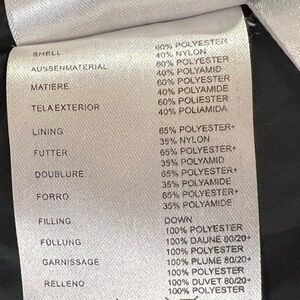 SHELL 60% POLYESTER
40% NYLON
AUSSENMATERIAL 60% POLYESTER
40% POLYAMID
MATIERE 60% POLYESTER
40% POLYAMIDE
TELA EXTERIOR 60% POLIESTER
40% POLIAMIDA
LINING 65% POLYESTER+
35% NYLON
FUTTER 65% POLYESTER+
35% POLYAMID
DOUBLURE 65% POLYESTER+
35% POLYAMIDE
FORRO 65% POLYESTER+
35% POLYAMIDE
FILLING DOWN
100% POLYESTER
FÜLLUNG 100% DAUNE 80/20+
100% POLYESTER
GARNISSAGE 100% PLUME 80/20+
100% POLYESTER
RELLENO 100% DUVET 80/20+
100% POLYESTER